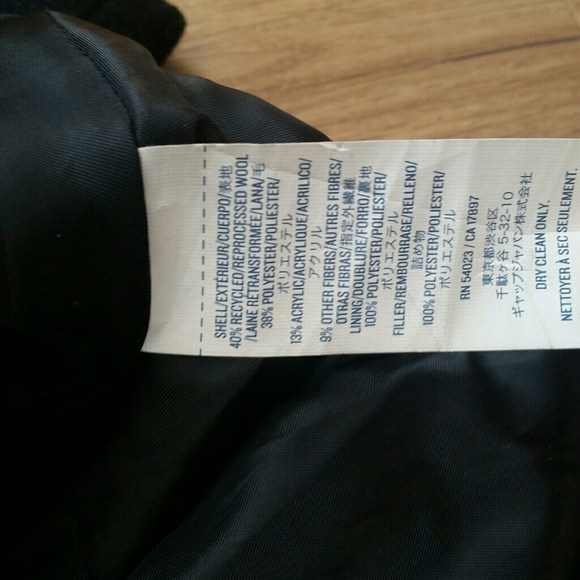 SHELL/EXTÉRIEUR/CUERPO/表地
40% RECYCLED/REPROCESSED WOOL
/LAINE RETRANSFORMÉE/LANA/毛
38% POLYESTER/POLIESTER/
ポリエステル
13% ACRYLIC/ACRYLIQUE/ACRILICO/
アクリル
9% OTHER FIBERS/AUTRES FIBRES/
OTRAS FIBRAS/指定外繊維
LINING/DOUBLURE/FORRO/裏地
100% POLYESTER/POLIESTER/
ポリエステル
FILLER/REMBOURRAGE/RELLENO/
詰め物
100% POLYESTER/POLIESTER/
ポリエステル
RN 54023 / CA 17897
東京都渋谷区
千駄ケ谷 5-32-10
ギャップジャパン株式会社
DRY CLEAN ONLY.
NETTOYER À SEC SEULEMENT.